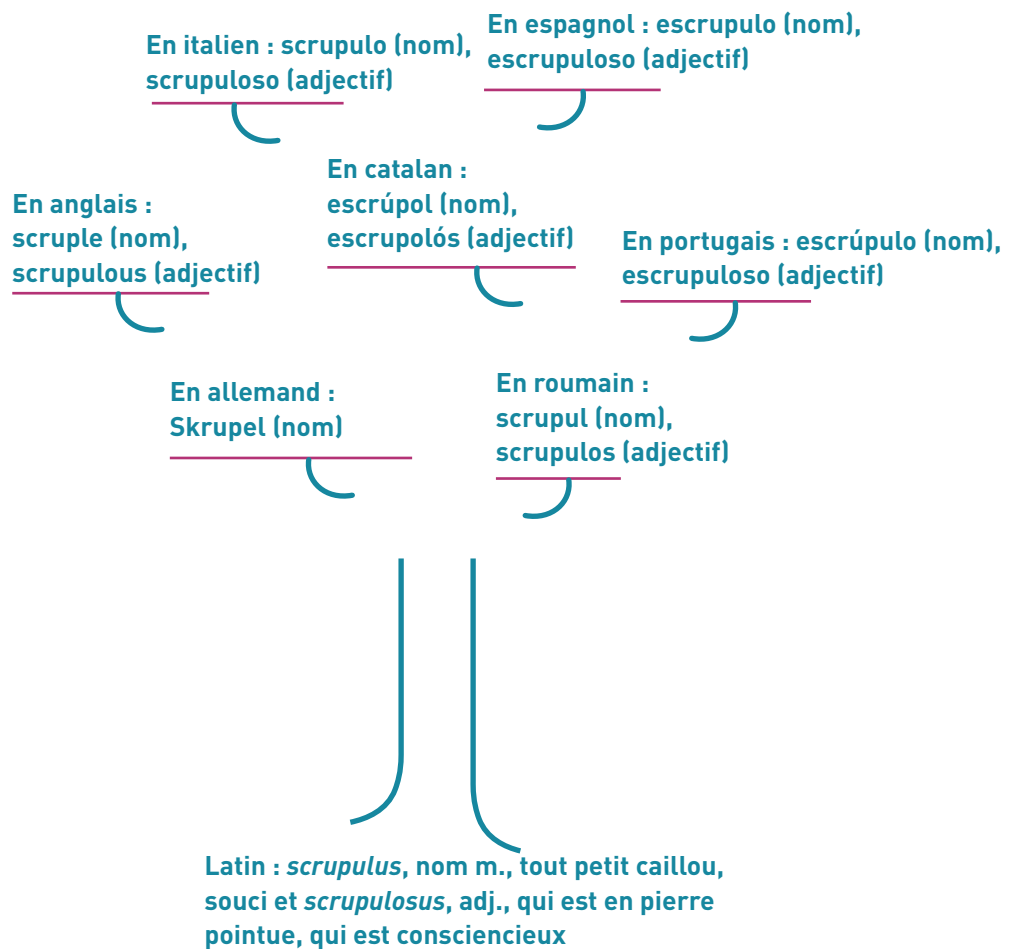 En italien : scrupulo (nom),
scrupuloso (adjectif)
En espagnol : escrupulo (nom),
escrupuloso (adjectif)
En anglais :
scruple (nom),
scrupulous (adjectif)
En catalan :
escrúpol (nom),
escrupolós (adjectif)
En portugais : escrúpulo (nom),
escrupuloso (adjectif)
En allemand :
Skrupel (nom)
En roumain :
scrupul (nom),
scrupulos (adjectif)
Latin : scrupulus, nom m., tout petit caillou,
souci et scrupulosus, adj., qui est en pierre
pointue, qui est consciencieux